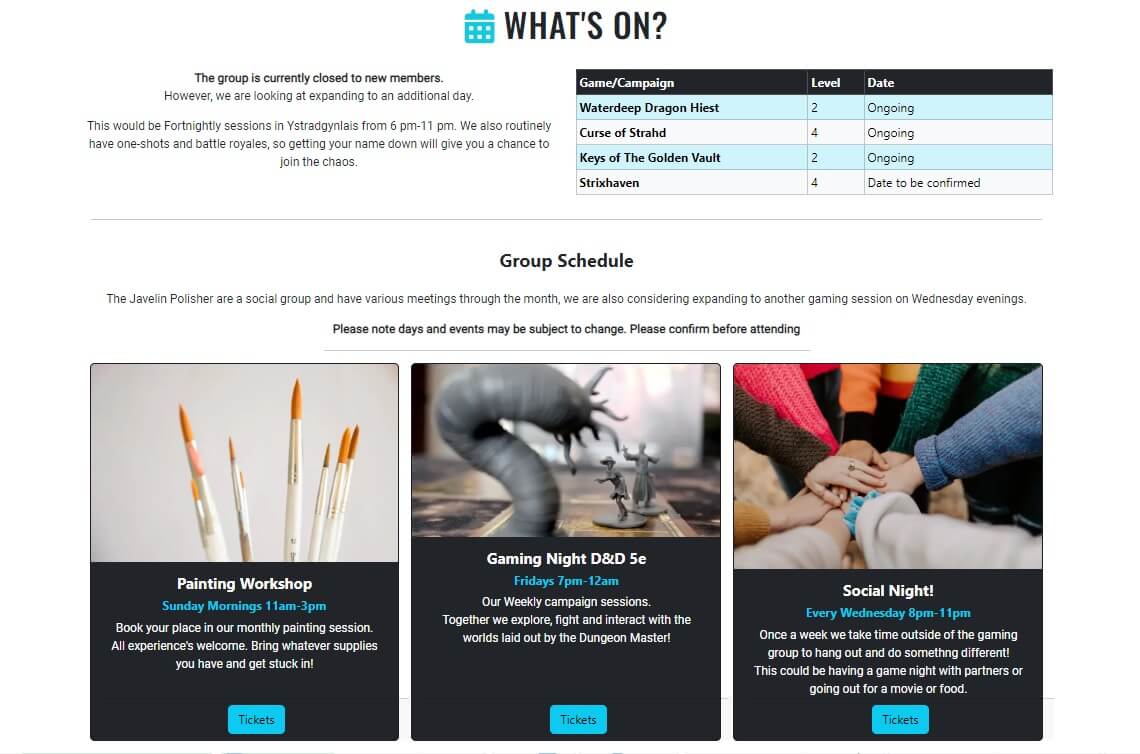 WHAT'S ON?
The group is currently closed to new members.
However, we are looking at expanding to an additional day.
This would be Fortnightly sessions in Ystradgynlais from 6 pm-11 pm. We also routinely
have one-shots and battle royales, so getting your name down will give you a chance to
join the chaos.
Game/Campaign Level Date
Waterdeep Dragon Hiest 2 Ongoing
Curse of Strahd 4 Ongoing
Keys of The Golden Vault 2 Ongoing
Strixhaven 4 Date to be confirmed
Group Schedule
The Javelin Polisher are a social group and have various meetings through the month, we are also considering expanding to another gaming session on Wednesday evenings.
Please note days and events may be subject to change. Please confirm before attending
Painting Workshop
Sunday Mornings 11am-3pm
Book your place in our monthly painting session.
All experience's welcome. Bring whatever supplies
you have and get stuck in!
Tickets
Gaming Night D&D 5e
Fridays 7pm-12am
Our Weekly campaign sessions.
Together we explore, fight and interact with the
worlds laid out by the Dungeon Master!
Tickets
Social Night!
Every Wednesday 8pm-11pm
Once a week we take time outside of the gaming
group to hang out and do somethng different!
This could be having a game night with partners or
going out for a movie or food.
Tickets